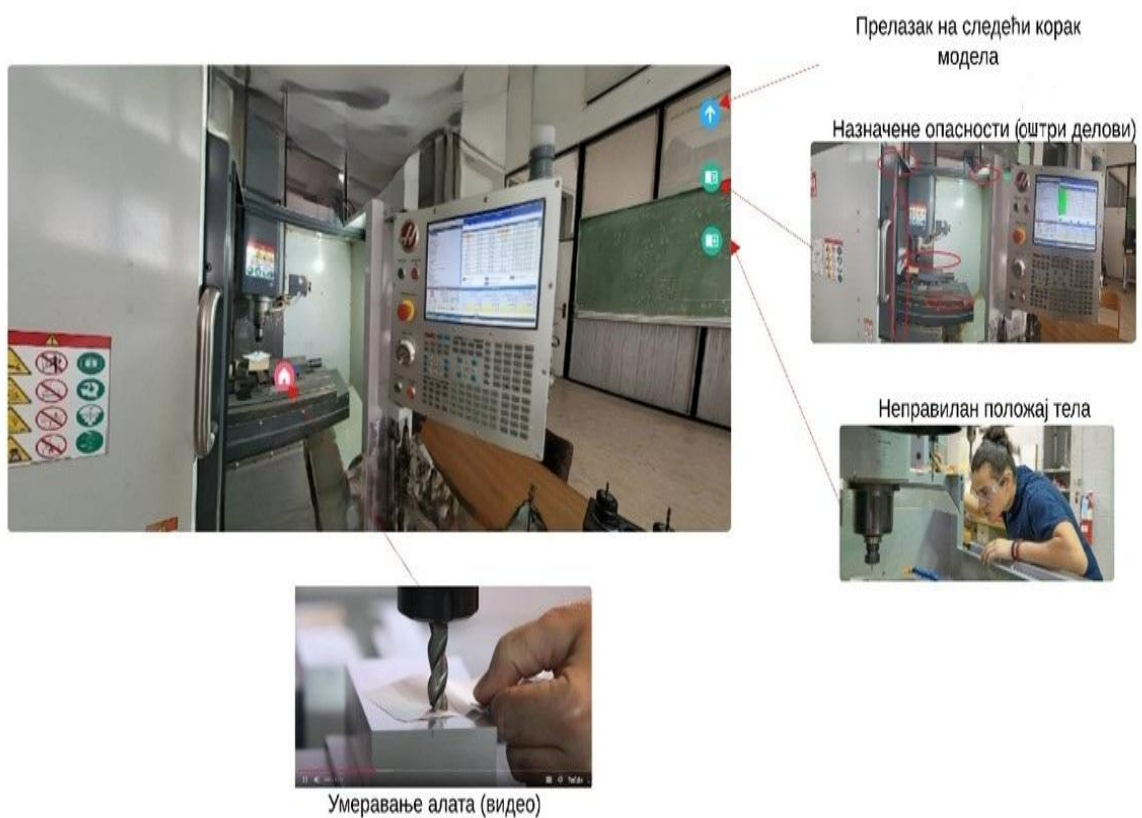 Прелазак на следећи корак
модела
Назначене опасности (оштри делови)
Неправилан положај тела
Умеравање алата (видео)